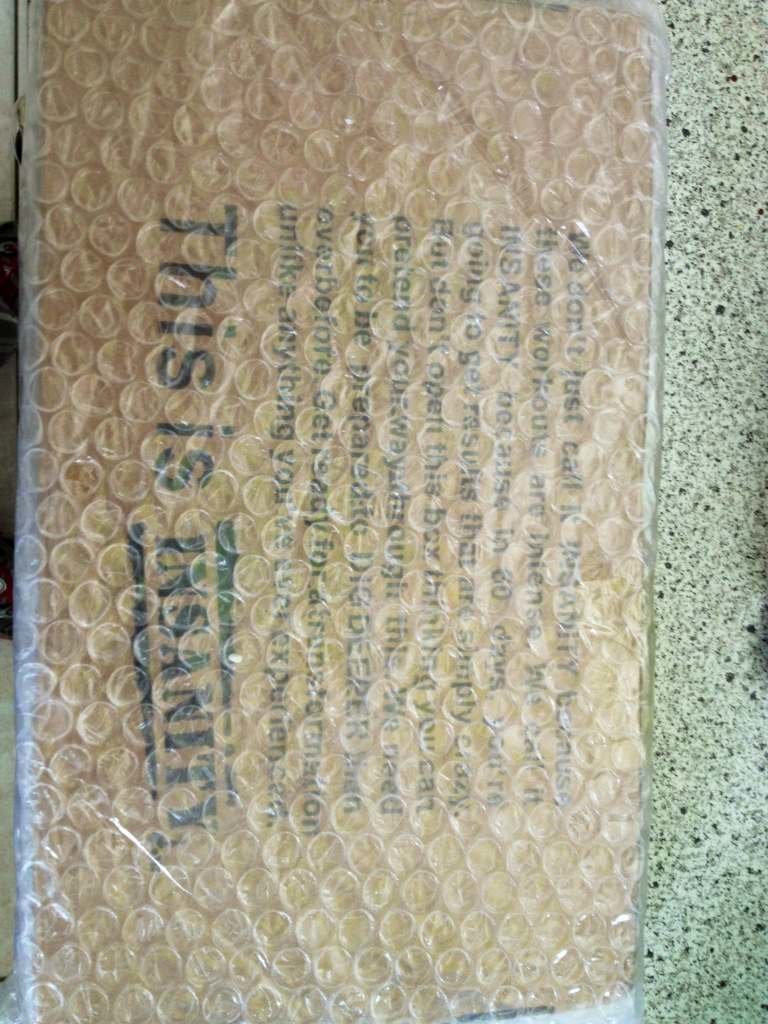 We don't just call it INSANITY because
these workouts are intense. We call it
INSANITY because in 60 days, you're
going to get results that are simply crazy.
But don't open this box thinking you can
pretend your way through this. We need
you to be prepared to Dig DEEPER than
ever before. Get ready for a transformation
unlike anything you've ever experienced.
This is INSANITY.